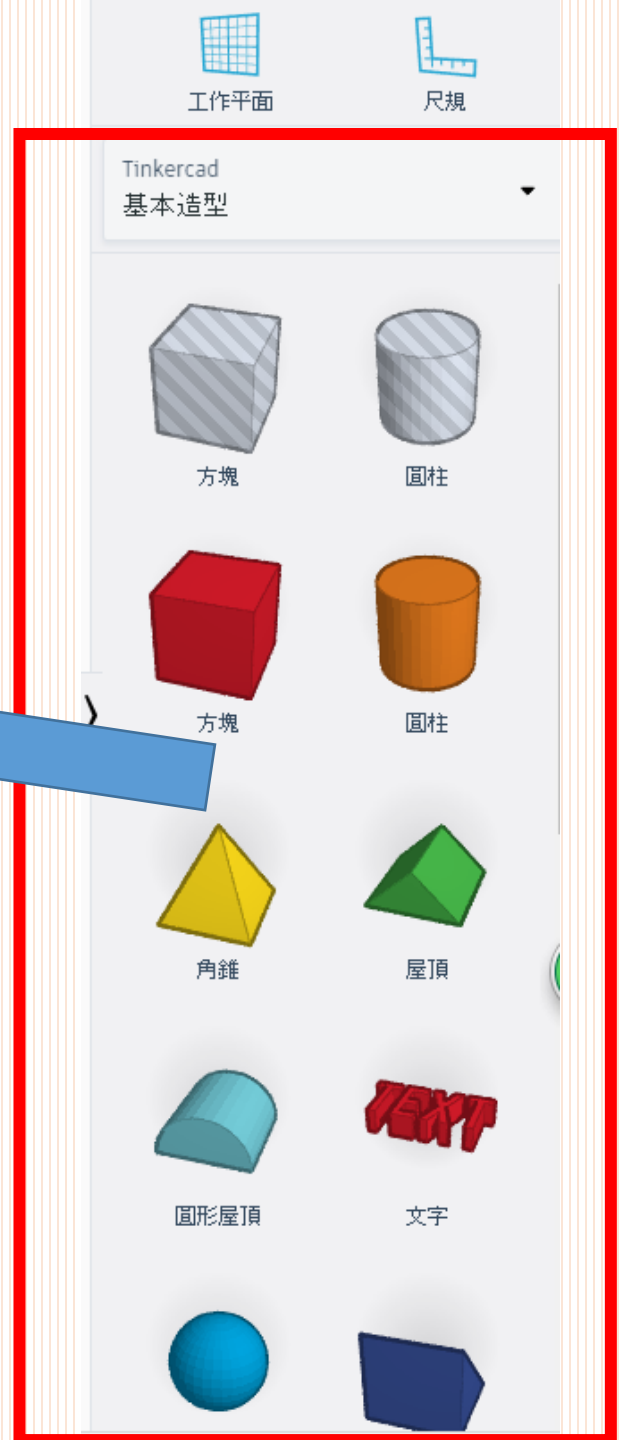 工作平面 尺規
Tinkercad
基本造型
方塊 圓柱
方塊 圓柱
角錐 屋頂
TEXT
圓形屋頂 文字